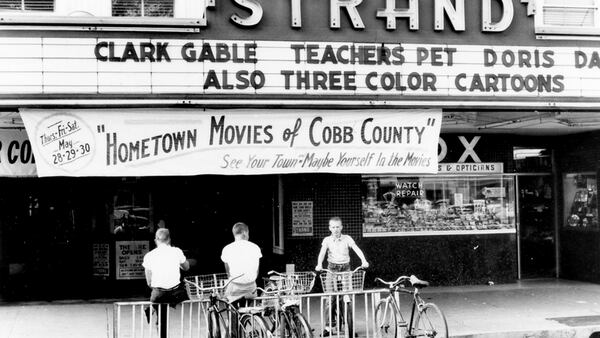 STRAND
CLARK GABLE TEACHERS PET DORIS DA
ALSO THREE COLOR CARTOONS
Thurs-Fri-Sat
May
28-29-30
"HOMETOWN MOVIES of COBB COUNTY"
See Your Town-Maybe Yourself In the Movies
OX
& OPTICIANS
WATCH
REPAIR